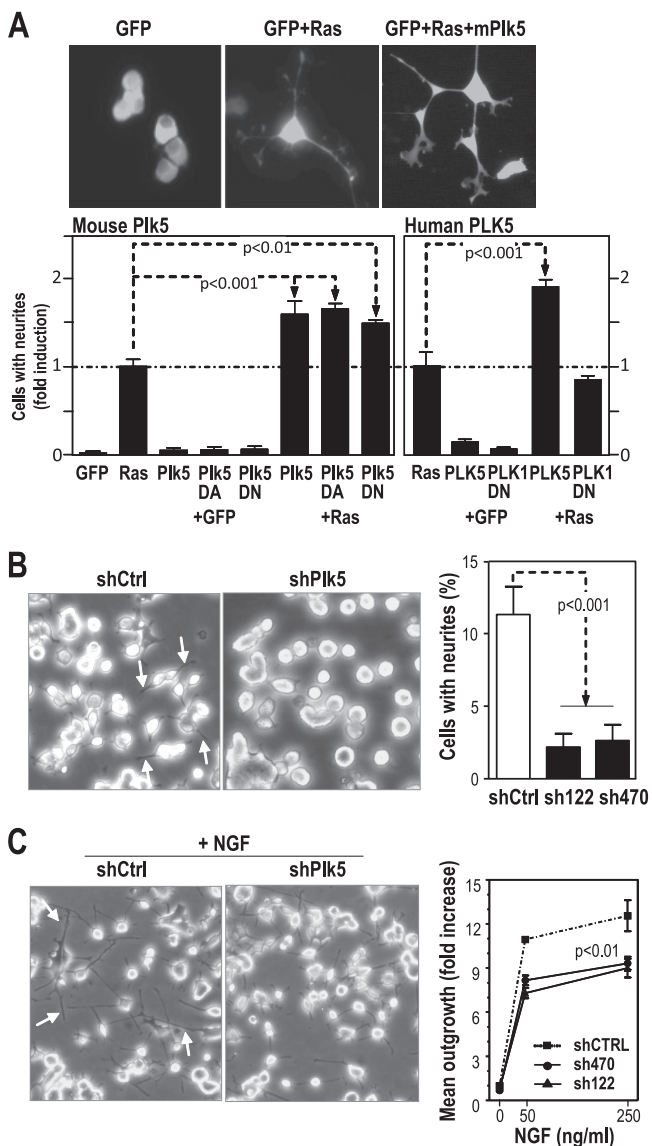 A
GFP
GFP+Ras
GFP+Ras+mPlk5
Mouse Plk5
Human PLK5
p<0.01
p<0.001
p<0.001
Cells with neurites
(fold induction)
2
1
0
2
1
0
GFP Ras Plk5 Plk5 DA Plk5 DN Plk5 Plk5 DA Plk5 DN
+GFP
+Ras
Ras PLK5 PLK1 DN PLK5 PLK1 DN
+GFP
+Ras
B
shCtrl
shPlk5
Cells with neurites (%)
15
10
5
0
p<0.001
shCtrl sh122 sh470
C
+ NGF
shCtrl
shPlk5
Mean outgrowth (fold increase)
15
12
9
6
3
0
p<0.01
shCTRL
sh470
sh122
0 50 250
NGF (ng/ml)